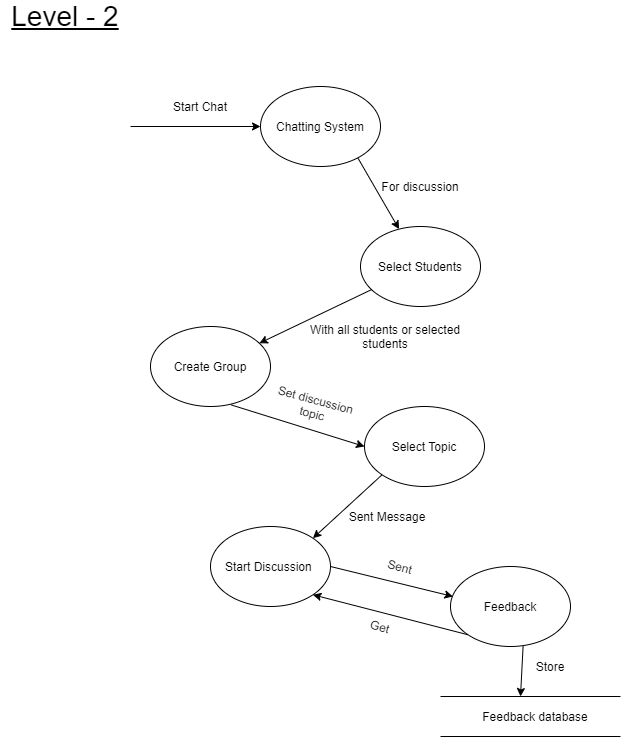 Level - 2
Start Chat
Chatting System
For discussion
Select Students
With all students or selected
students
Create Group
Set discussion
topic
Select Topic
Sent Message
Start Discussion
Sent
Feedback
Get
Store
Feedback database